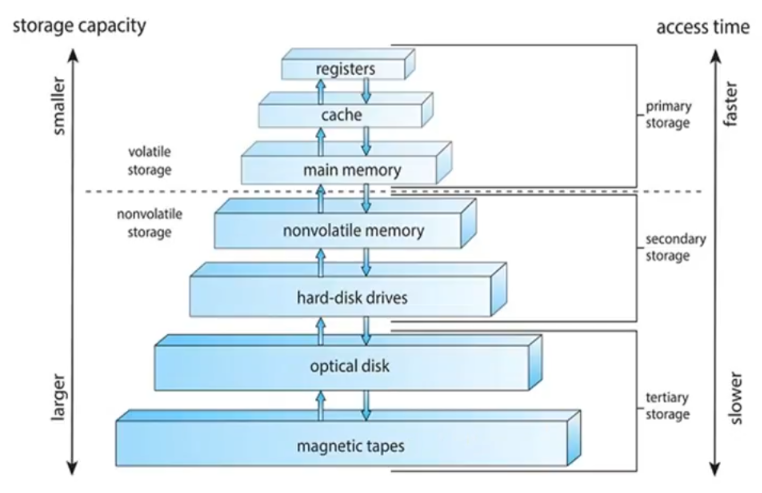 storage capacity
access time
smaller
larger
registers
cache
main memory
nonvolatile memory
hard-disk drives
optical disk
magnetic tapes
volatile
storage
nonvolatile
storage
primary
storage
secondary
storage
tertiary
storage
faster
slower